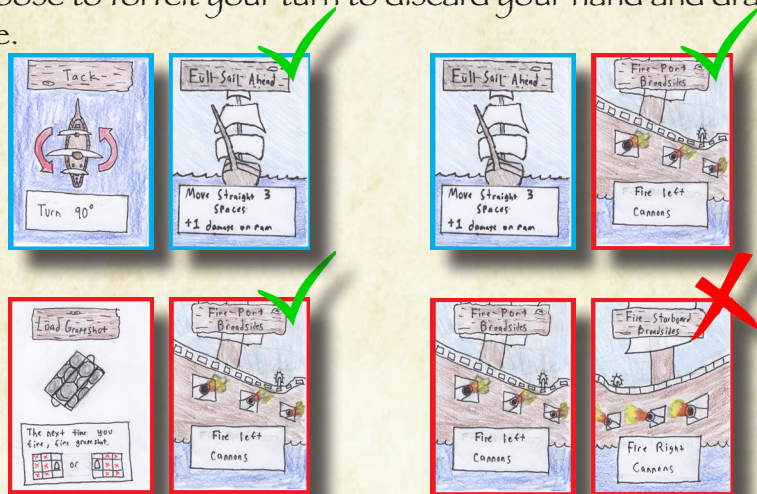 oose to forfeit your turn to discard your hand and dra
e.
Tack
Turn 90°
Full Sail Ahead
Move Straight 3
Spaces
+1 damage on ram
Full Sail Ahead
Move Straight 3
Spaces
+1 damage on ram
Fire Port
Broadsides
Fire left
Cannons
Load Grapeshot
The next time you
fire, fire grapeshot.
or
Fire Port
Broadsides
Fire left
Cannons
Fire Port
Broadsides
Fire left
Cannons
Fire Starboard
Broadsides
Fire Right
Cannons